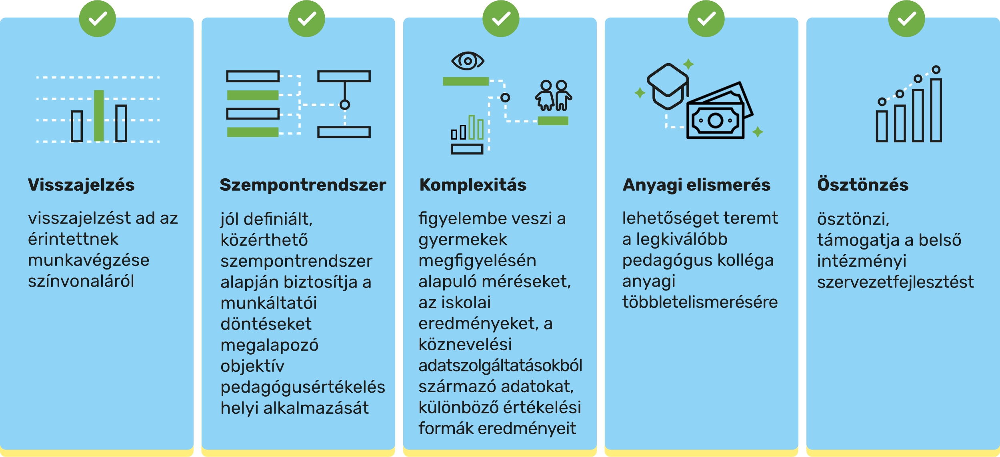 Visszajelzés
visszajelzést ad az
érintettnek
munkavégzése
színvonaláról
Szempontrendszer
jól definiált,
közérthető
szempontrendszer
alapján biztosítja a
munkáltatói
döntéseket
megalapozó
objektív
pedagógusértékelés
helyi alkalmazását
Komplexitás
figyelembe veszi a
gyermekek
megfigyelésén
alapuló méréseket,
az iskolai
eredményeket, a
köznevelési
adatszolgáltatásokból
származó adatokat,
különböző értékelési
formák eredményeit
Anyagi elismerés
lehetőséget teremt
a legkiválóbb
pedagógus kolléga
anyagi
többletelismerésére
Ösztönzés
ösztönzi,
támogatja a belső
intézményi
szervezetfejlesztést